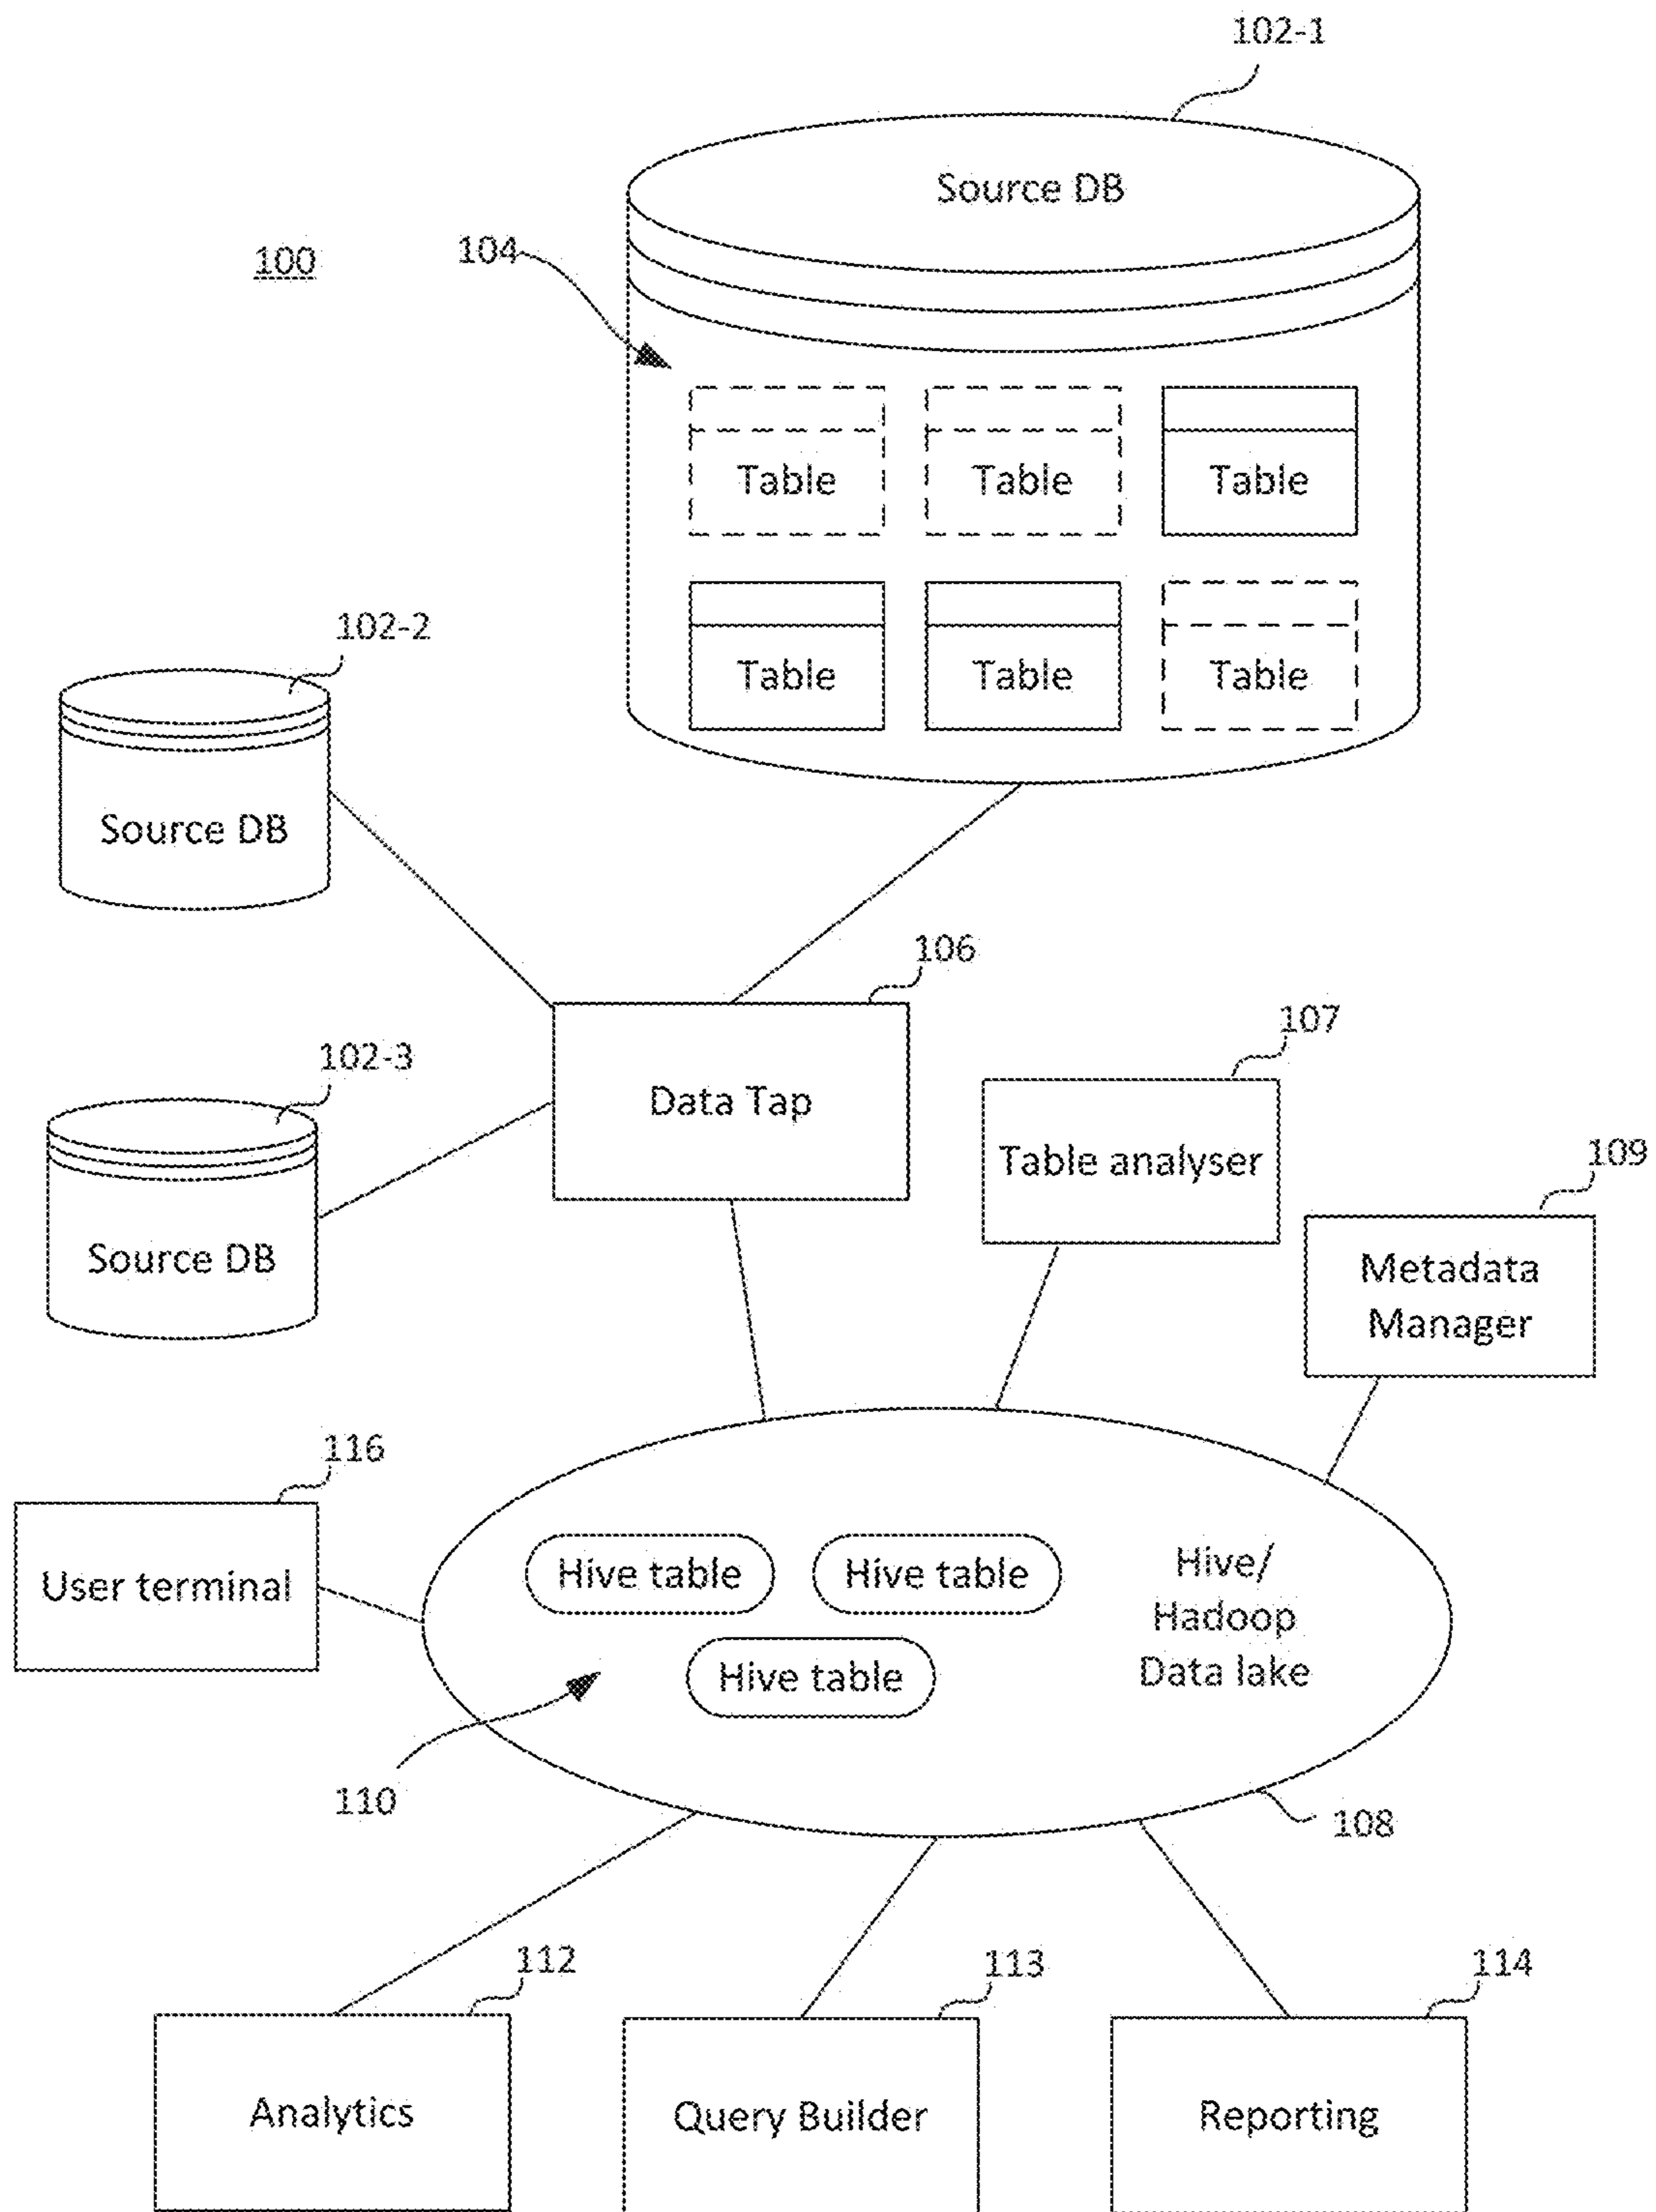 102-1
Source DB
100
104
Table Table Table
Table Table Table
102-2
Source DB
106
Data Tap
107
Table analyser
102-3
Source DB
109
Metadata
Manager
116
User terminal
Hive table Hive table
Hive table
Hive/
Hadoop
Data lake
110
108
112
Analytics
113
Query Builder
114
Reporting